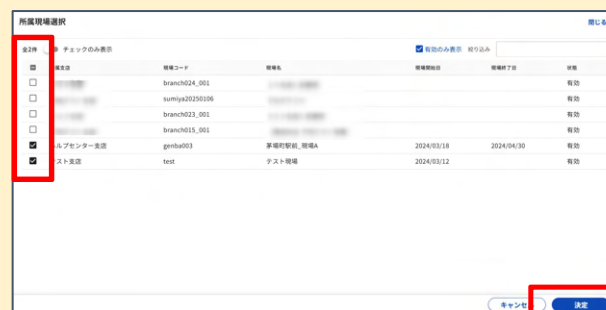 所属現場選択 閉じる
全2件 チェックのみ表示 有効のみ表示 絞り込み
支店 現場コード 現場名 現場開始日 現場終了日 状態
branch024_001 有効
sumiya20250106 有効
branch023_001 有効
branch015_001 有効
ルプセンター支店 genba003 茅場町駅前_現場A 2024/03/18 2024/04/30 有効
スト支店 test テスト現場 2024/03/12 有効
キャンセ 決定